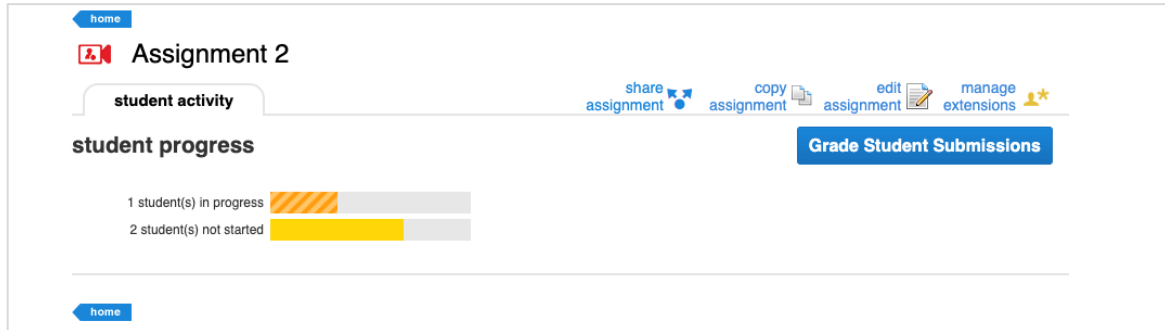 home
Assignment 2
student activity
share assignment
copy assignment
edit assignment
manage extensions
student progress
Grade Student Submissions
1 student(s) in progress
2 student(s) not started
home